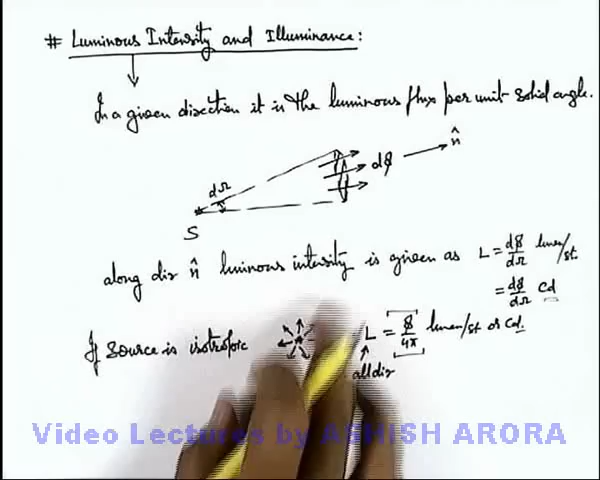 # Luminous Intensity and Illuminance:
In a given direction it is the luminous flux per unit solid angle.
dΩ
dφ
n̂
S
along dir n̂ luminous intensity is given as L = dφ/dΩ lmen/st.
= dφ/dΩ Cd
If source is isotropic
L = φ/4π lmen/st or Cd.
all dir
Video Lectures by ASHISH ARORA